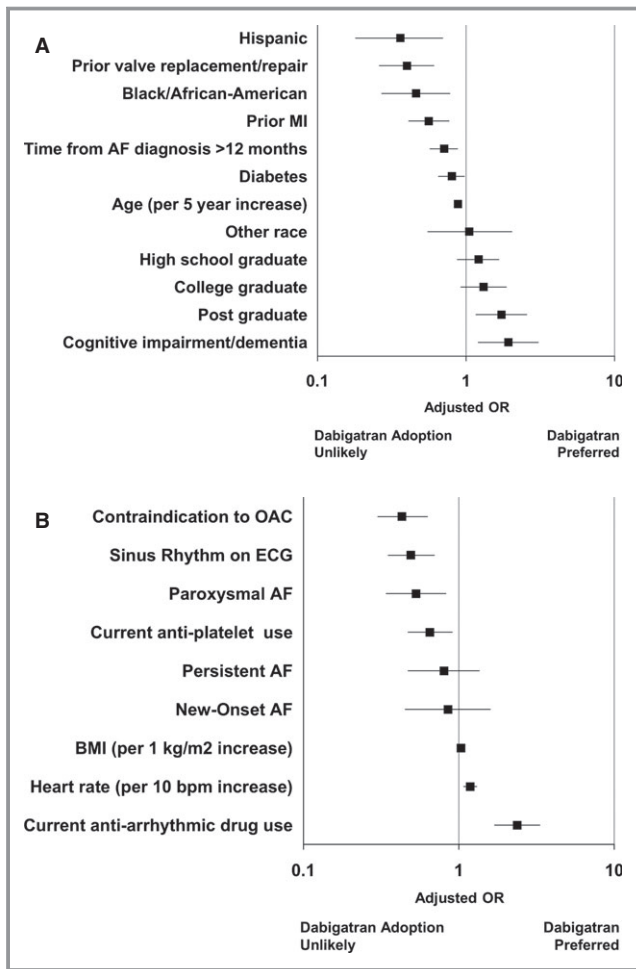 A
Hispanic
Prior valve replacement/repair
Black/African-American
Prior MI
Time from AF diagnosis >12 months
Diabetes
Age (per 5 year increase)
Other race
High school graduate
College graduate
Post graduate
Cognitive impairment/dementia
0.1 1 10
Adjusted OR
Dabigatran Adoption Dabigatran
Unlikely Preferred
B
Contraindication to OAC
Sinus Rhythm on ECG
Paroxysmal AF
Current anti-platelet use
Persistent AF
New-Onset AF
BMI (per 1 kg/m2 increase)
Heart rate (per 10 bpm increase)
Current anti-arrhythmic drug use
0.1 1 10
Adjusted OR
Dabigatran Adoption Dabigatran
Unlikely Preferred